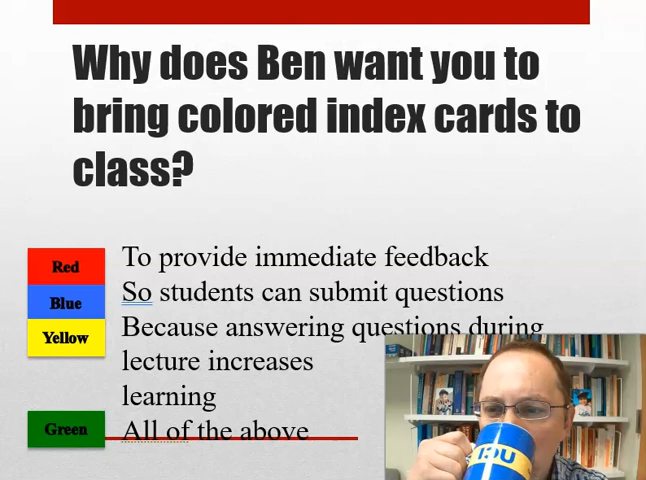 Why does Ben want you to
bring colored index cards to
class?
Red
To provide immediate feedback
Blue
So students can submit questions
Yellow
Because answering questions during
lecture increases
learning
Green
All of the above
UCI